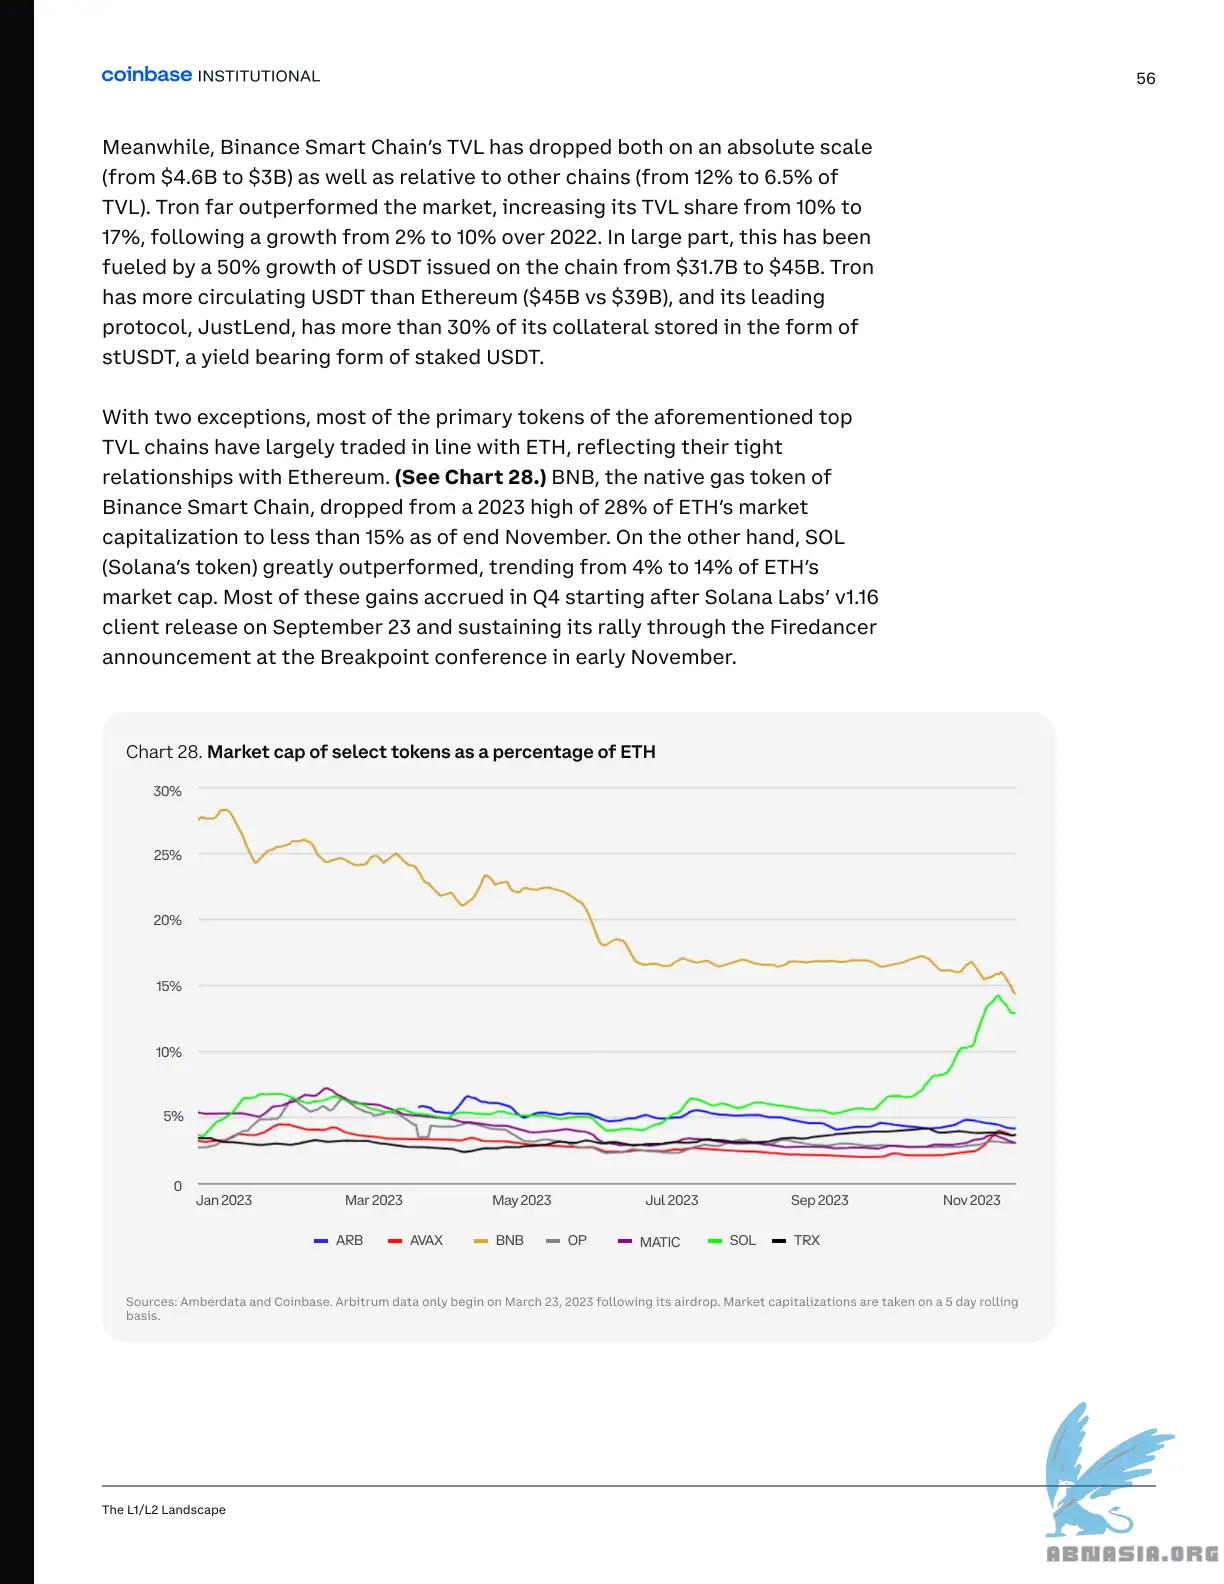 coinbase INSTITUTIONAL
56
Meanwhile, Binance Smart Chain’s TVL has dropped both on an absolute scale
(from $4.6B to $3B) as well as relative to other chains (from 12% to 6.5% of
TVL). Tron far outperformed the market, increasing its TVL share from 10% to
17%, following a growth from 2% to 10% over 2022. In large part, this has been
fueled by a 50% growth of USDT issued on the chain from $31.7B to $45B. Tron
has more circulating USDT than Ethereum ($45B vs $39B), and its leading
protocol, JustLend, has more than 30% of its collateral stored in the form of
stUSDT, a yield bearing form of staked USDT.
With two exceptions, most of the primary tokens of the aforementioned top
TVL chains have largely traded in line with ETH, reflecting their tight
relationships with Ethereum. (See Chart 28.) BNB, the native gas token of
Binance Smart Chain, dropped from a 2023 high of 28% of ETH’s market
capitalization to less than 15% as of end November. On the other hand, SOL
(Solana’s token) greatly outperformed, trending from 4% to 14% of ETH’s
market cap. Most of these gains accrued in Q4 starting after Solana Labs’ v1.16
client release on September 23 and sustaining its rally through the Firedancer
announcement at the Breakpoint conference in early November.
Chart 28. Market cap of select tokens as a percentage of ETH
30%
25%
20%
15%
10%
5%
0
Jan 2023 Mar 2023 May 2023 Jul 2023 Sep 2023 Nov 2023
ARB AVAX BNB OP MATIC SOL TRX
Sources: Amberdata and Coinbase. Arbitrum data only begin on March 23, 2023 following its airdrop. Market capitalizations are taken on a 5 day rolling
basis.
The L1/L2 Landscape
ABNASIA.ORG